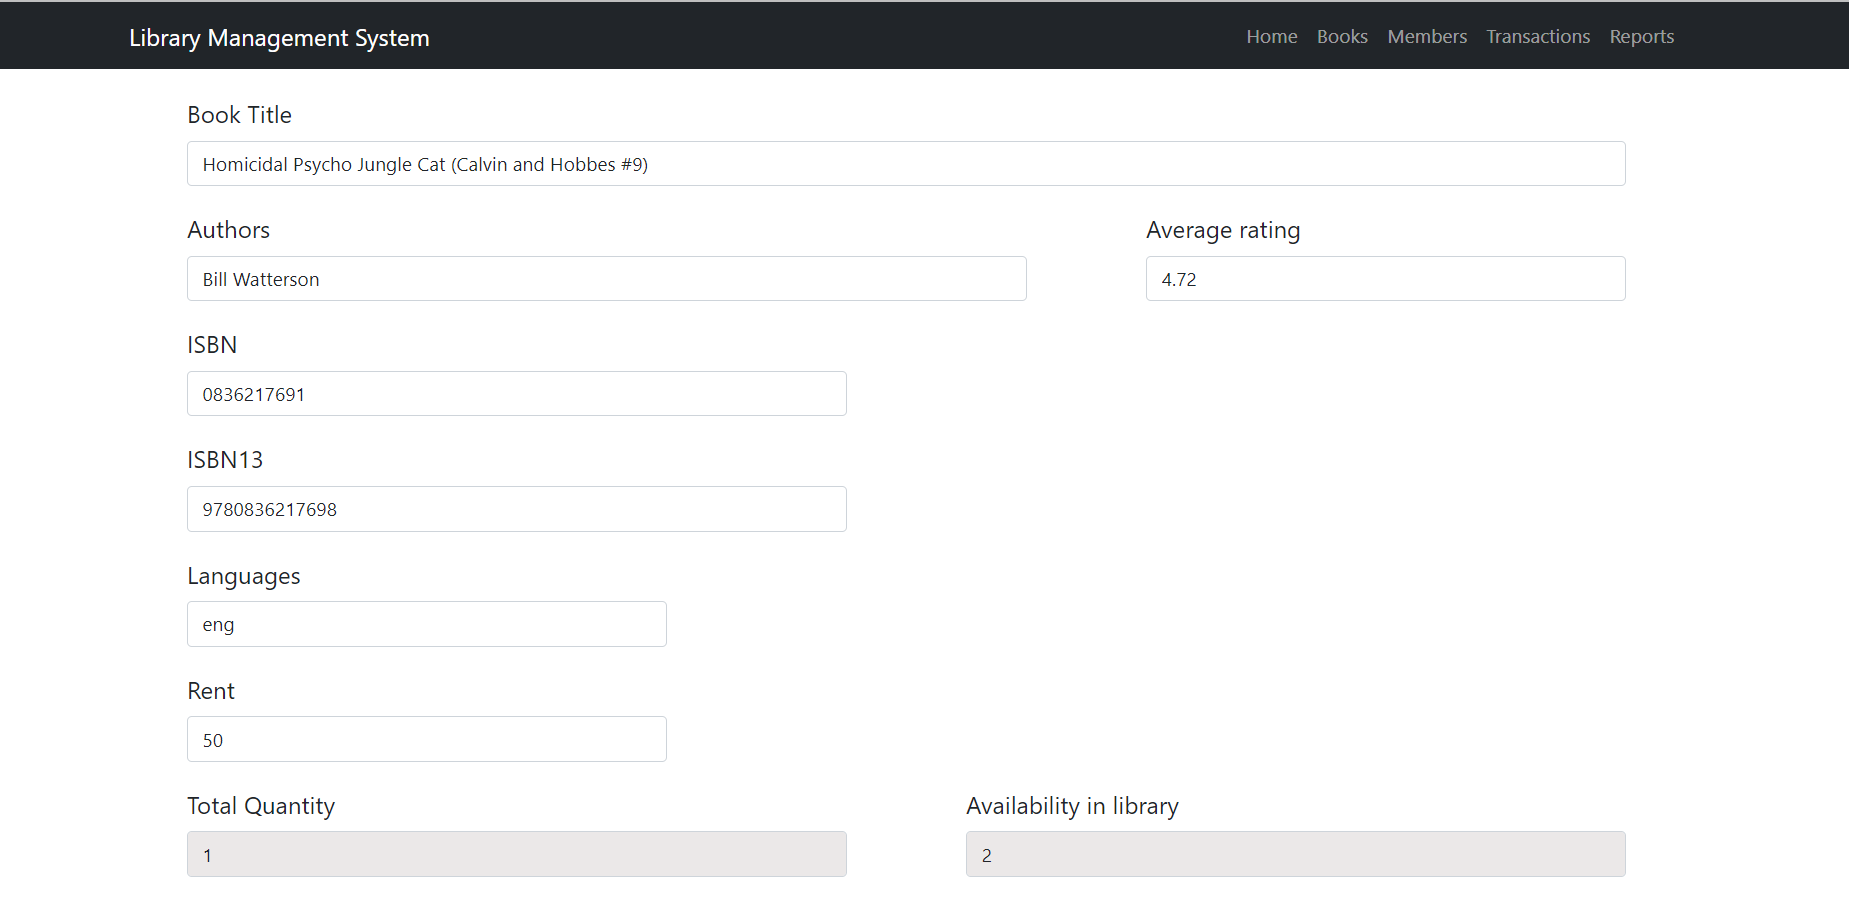 Library Management System
Home Books Members Transactions Reports
Book Title
Homicidal Psycho Jungle Cat (Calvin and Hobbes #9)
Authors
Average rating
Bill Watterson
4.72
ISBN
0836217691
ISBN13
9780836217698
Languages
eng
Rent
50
Total Quantity
Availability in library
1
2